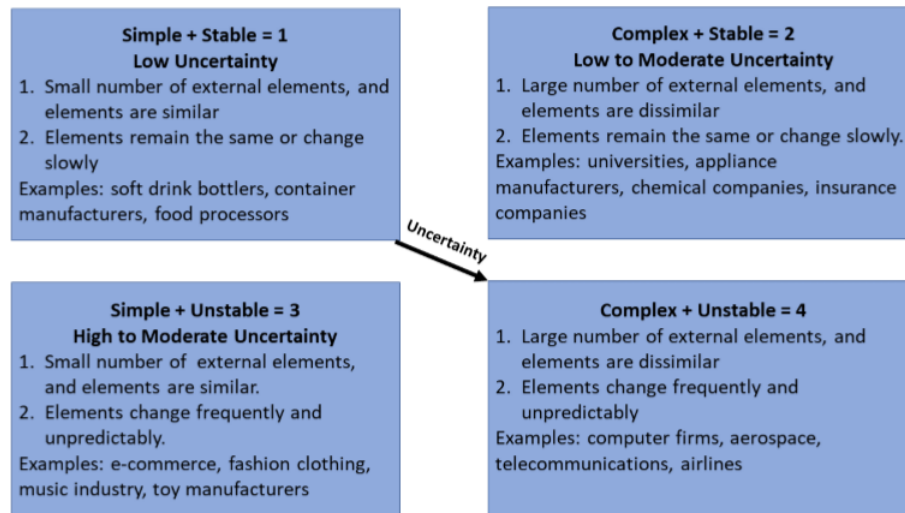 Simple + Stable = 1
Low Uncertainty
1. Small number of external elements, and
elements are similar
2. Elements remain the same or change
slowly
Examples: soft drink bottlers, container
manufacturers, food processors
Complex + Stable = 2
Low to Moderate Uncertainty
1. Large number of external elements, and
elements are dissimilar
2. Elements remain the same or change slowly.
Examples: universities, appliance
manufacturers, chemical companies, insurance
companies
Uncertainty
Simple + Unstable = 3
High to Moderate Uncertainty
1. Small number of external elements,
and elements are similar.
2. Elements change frequently and
unpredictably.
Examples: e-commerce, fashion clothing,
music industry, toy manufacturers
Complex + Unstable = 4
1. Large number of external elements, and
elements are dissimilar
2. Elements change frequently and
unpredictably
Examples: computer firms, aerospace,
telecommunications, airlines